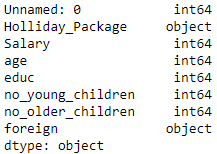 Unnamed: 0 int64
Holliday_Package object
Salary int64
age int64
educ int64
no_young_children int64
no_older_children int64
foreign object
dtype: object